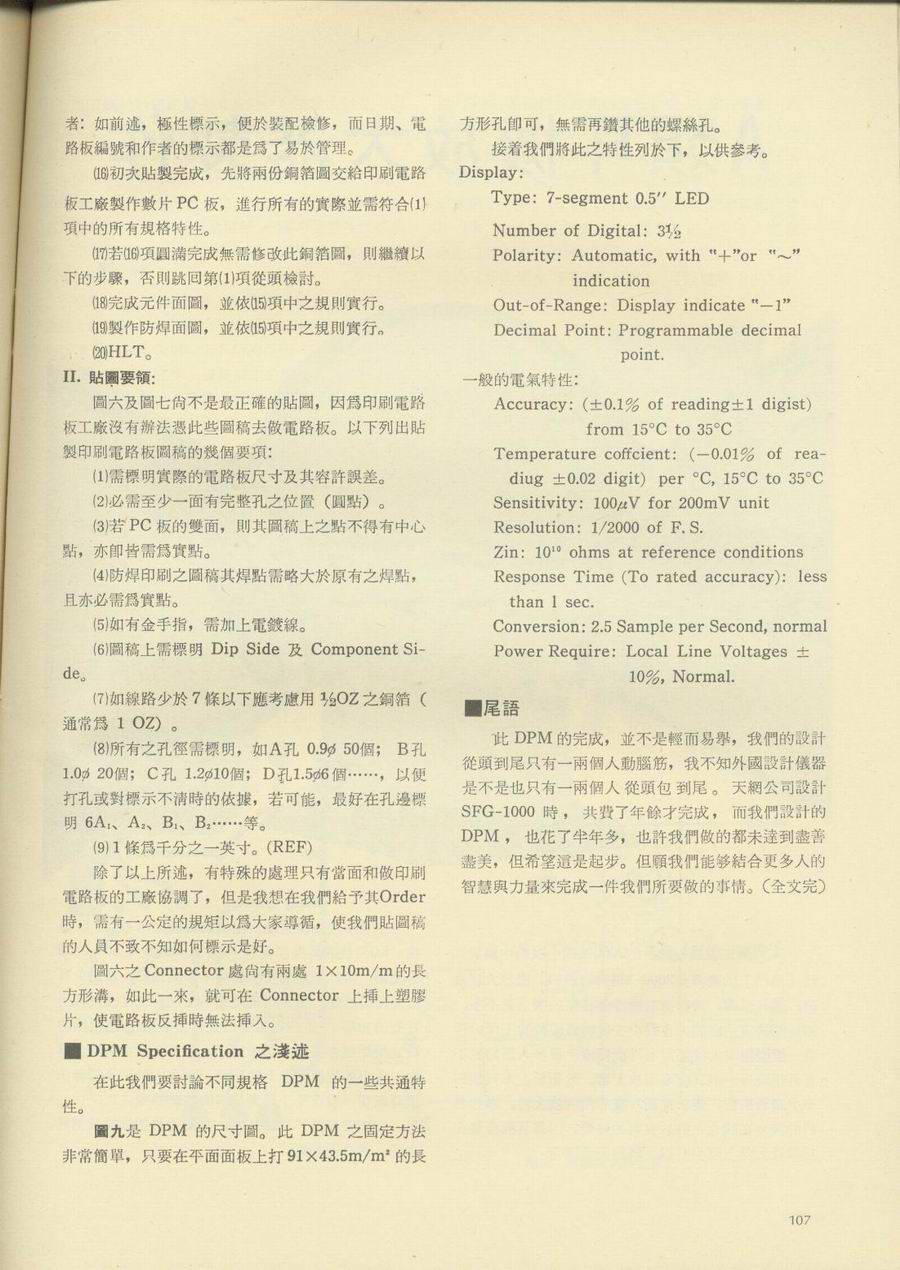 者：如前述，極性標示，便於裝配檢修，而日期、電
路板編號和作者的標示都是爲了易於管理。
⒃初次貼製完成，先將兩份銅箔圖交給印刷電路
板工廠製作數片 PC 板，進行所有的實際並需符合⑴
項中的所有規格特性。
⒄若⒃項圓滿完成無需修改此銅箔圖，則繼續以
下的步驟，否則跳回第⑴項從頭檢討。
⒅完成元件面圖，並依⒂項中之規則實行。
⒆製作防焊面圖，並依⒂項中之規則實行。
⒇HLT。
II. 貼圖要領：
圖六及圖七尙不是最正確的貼圖，因爲印刷電路
板工廠沒有辦法憑此些圖稿去做電路板。以下列出貼
製印刷電路板圖稿的幾個要項：
⑴需標明實際的電路板尺寸及其容許誤差。
⑵必需至少一面有完整孔之位置（圓點）。
⑶若 PC 板的雙面，則其圖稿上之點不得有中心
點，亦卽皆需爲實點。
⑷防焊印刷之圖稿其焊點需略大於原有之焊點，
且亦必需爲實點。
⑸如有金手指，需加上電鍍線。
⑹圖稿上需標明 Dip Side 及 Component Si-
de。
⑺如線路少於 7 條以下應考慮用 ½OZ 之銅箔（
通常爲 1 OZ）。
⑻所有之孔徑需標明，如A孔 0.9ø 50個； B孔
1.0ø 20個； C孔 1.2ø10個； D孔1.5ø6個……，以便
打孔或對標示不淸時的依據，若可能，最好在孔邊標
明 6A₁、A₂、B₁、B₂……等。
⑼ 1 條爲千分之一英寸。(REF)
除了以上所述，有特殊的處理只有當面和做印刷
電路板的工廠協調了，但是我想在我們給予其Order
時，需有一公定的規矩以爲大家導循，使我們貼圖稿
的人員不致不知如何標示是好。
圖六之 Connector 處尙有兩處 1×10m/m的長
方形溝，如此一來，就可在 Connector 上揷上塑膠
片，使電路板反揷時無法揷入。
■ DPM Specification 之淺述
在此我們要討論不同規格 DPM 的一些共通特
性。
圖九是 DPM 的尺寸圖。此 DPM 之固定方法
非常簡單，只要在平面面板上打 91×43.5m/m² 的長
方形孔卽可，無需再鑽其他的螺絲孔。
接着我們將此之特性列於下，以供參考。
Display:
Type: 7-segment 0.5″ LED
Number of Digital: 3½
Polarity: Automatic, with "+"or "～"
indication
Out-of-Range: Display indicate "—1"
Decimal Point: Programmable decimal
point.
一般的電氣特性：
Accuracy: (±0.1% of reading±1 digist)
from 15°C to 35°C
Temperature coffcient: (—0.01% of rea-
diug ±0.02 digit) per °C, 15°C to 35°C
Sensitivity: 100μV for 200mV unit
Resolution: 1/2000 of F.S.
Zin: 10¹⁰ ohms at reference conditions
Response Time (To rated accuracy): less
than 1 sec.
Conversion: 2.5 Sample per Second, normal
Power Require: Local Line Voltages ±
10%, Normal.
■尾語
此 DPM 的完成，並不是輕而易擧，我們的設計
從頭到尾只有一兩個人動腦筋，我不知外國設計儀器
是不是也只有一兩個人 從頭包 到尾 。 天網公司設計
SFG-1000 時 ， 共費了年餘才完成 ， 而我們設計的
DPM ， 也花了半年多，也許我們做的都未達到盡善
盡美，但希望這是起步。但願我們能够結合更多人的
智慧與力量來完成一件我們所要做的事情。（全文完）
107